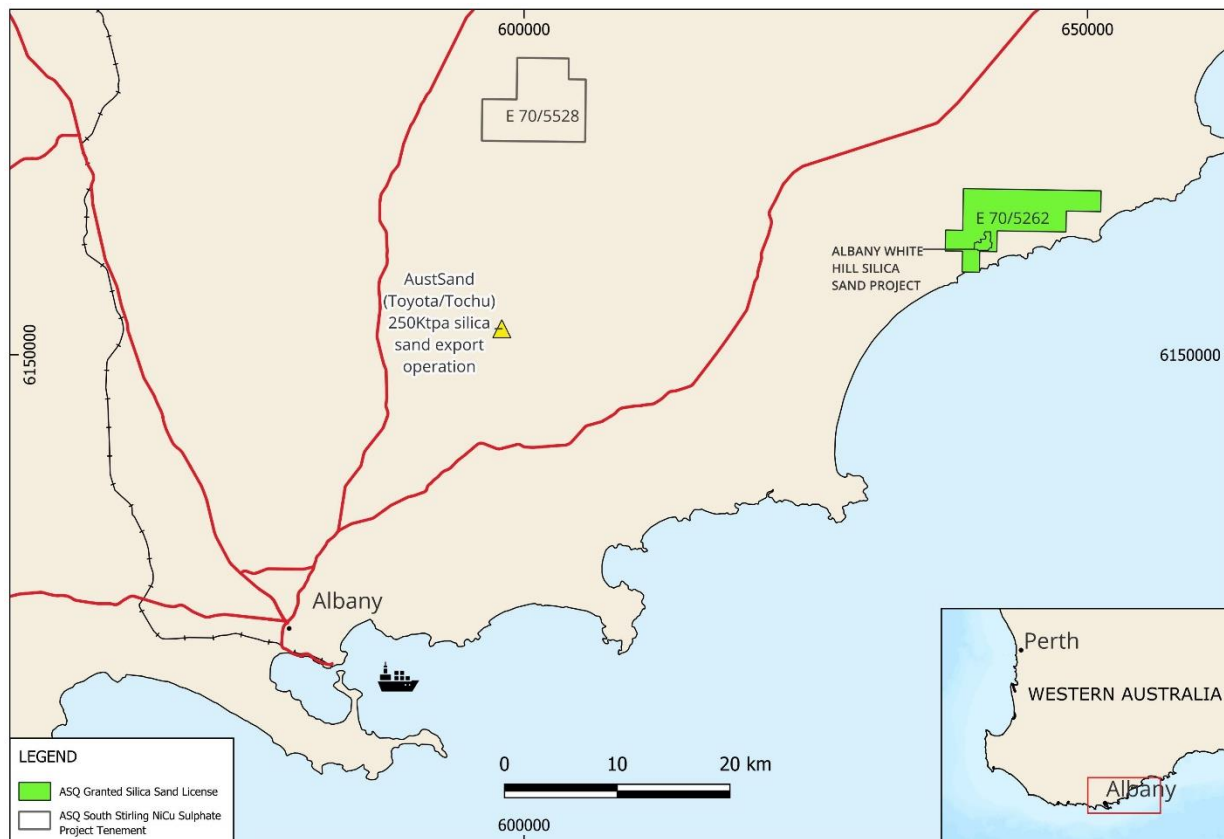 600000
650000
E 70/5528
E 70/5262
ALBANY WHITE
HILL SILICA
SAND PROJECT
AustSand
(Toyota/Tochu)
250Ktpa silica
sand export
operation
6150000
6150000
Albany
Perth
WESTERN AUSTRALIA
Albany
LEGEND
ASQ Granted Silica Sand License
ASQ South Stirling NiCu Sulphate
Project Tenement
0 10 20 km
600000